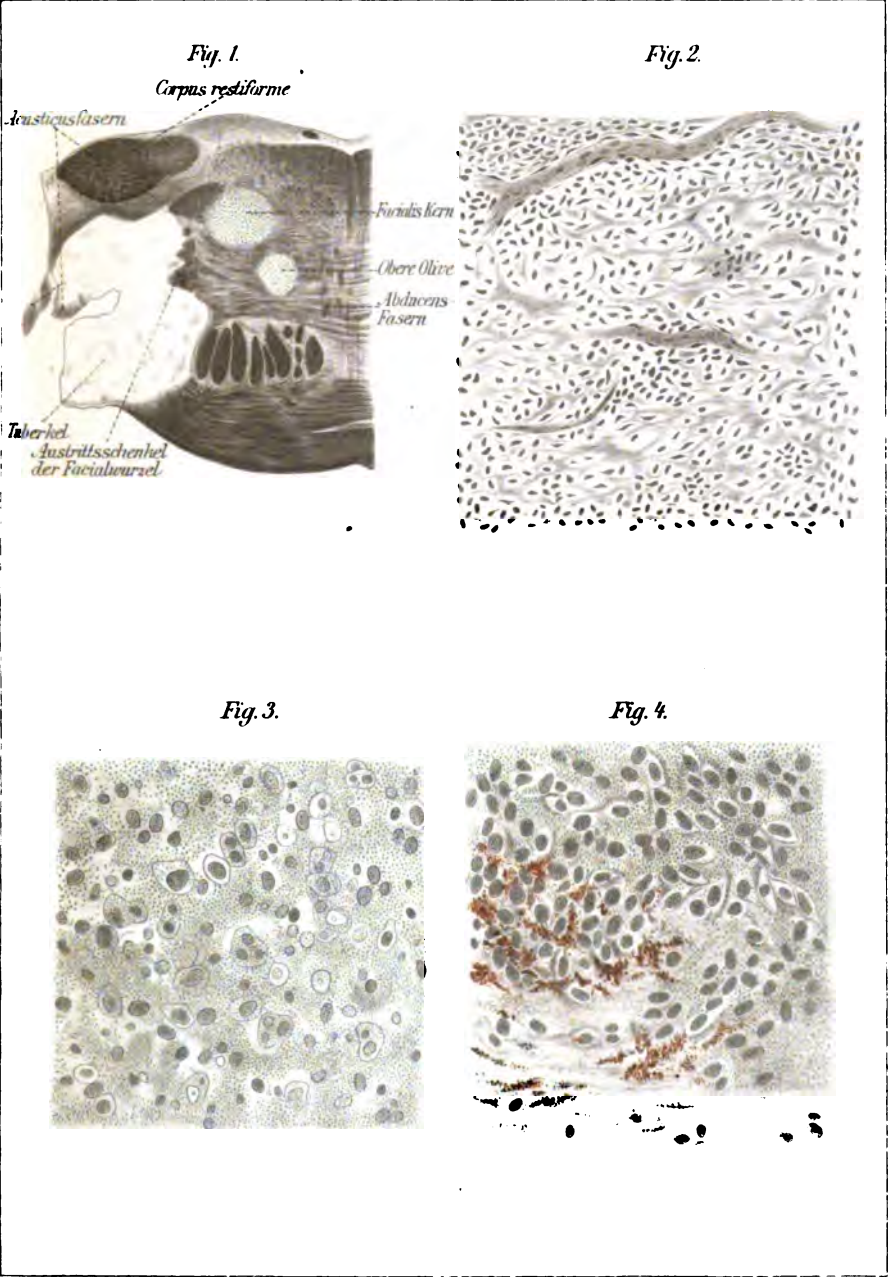 Fig. 1.
Corpus restiforme
Acusticusfasern
Facialis Kern
Obere Olive
Abducens
Fasern
Tuberkel
Austrittsschenkel
der Facialwurzel
Fig. 2.
Fig. 3.
Fig. 4.